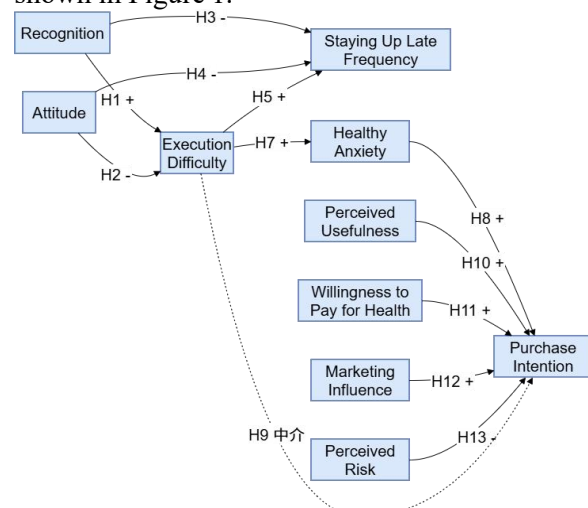 shown in Figure 1.
Recognition
H3 -
Staying Up Late
Frequency
H4 -
Attitude
H1 +
H5 +
Execution
Difficulty
H7 +
Healthy
Anxiety
H2 -
Perceived
Usefulness
H8 +
H10 +
Willingness to
Pay for Health
H11 +
Purchase
Intention
Marketing
Influence
H12 +
H9 中介
H13 -
Perceived
Risk